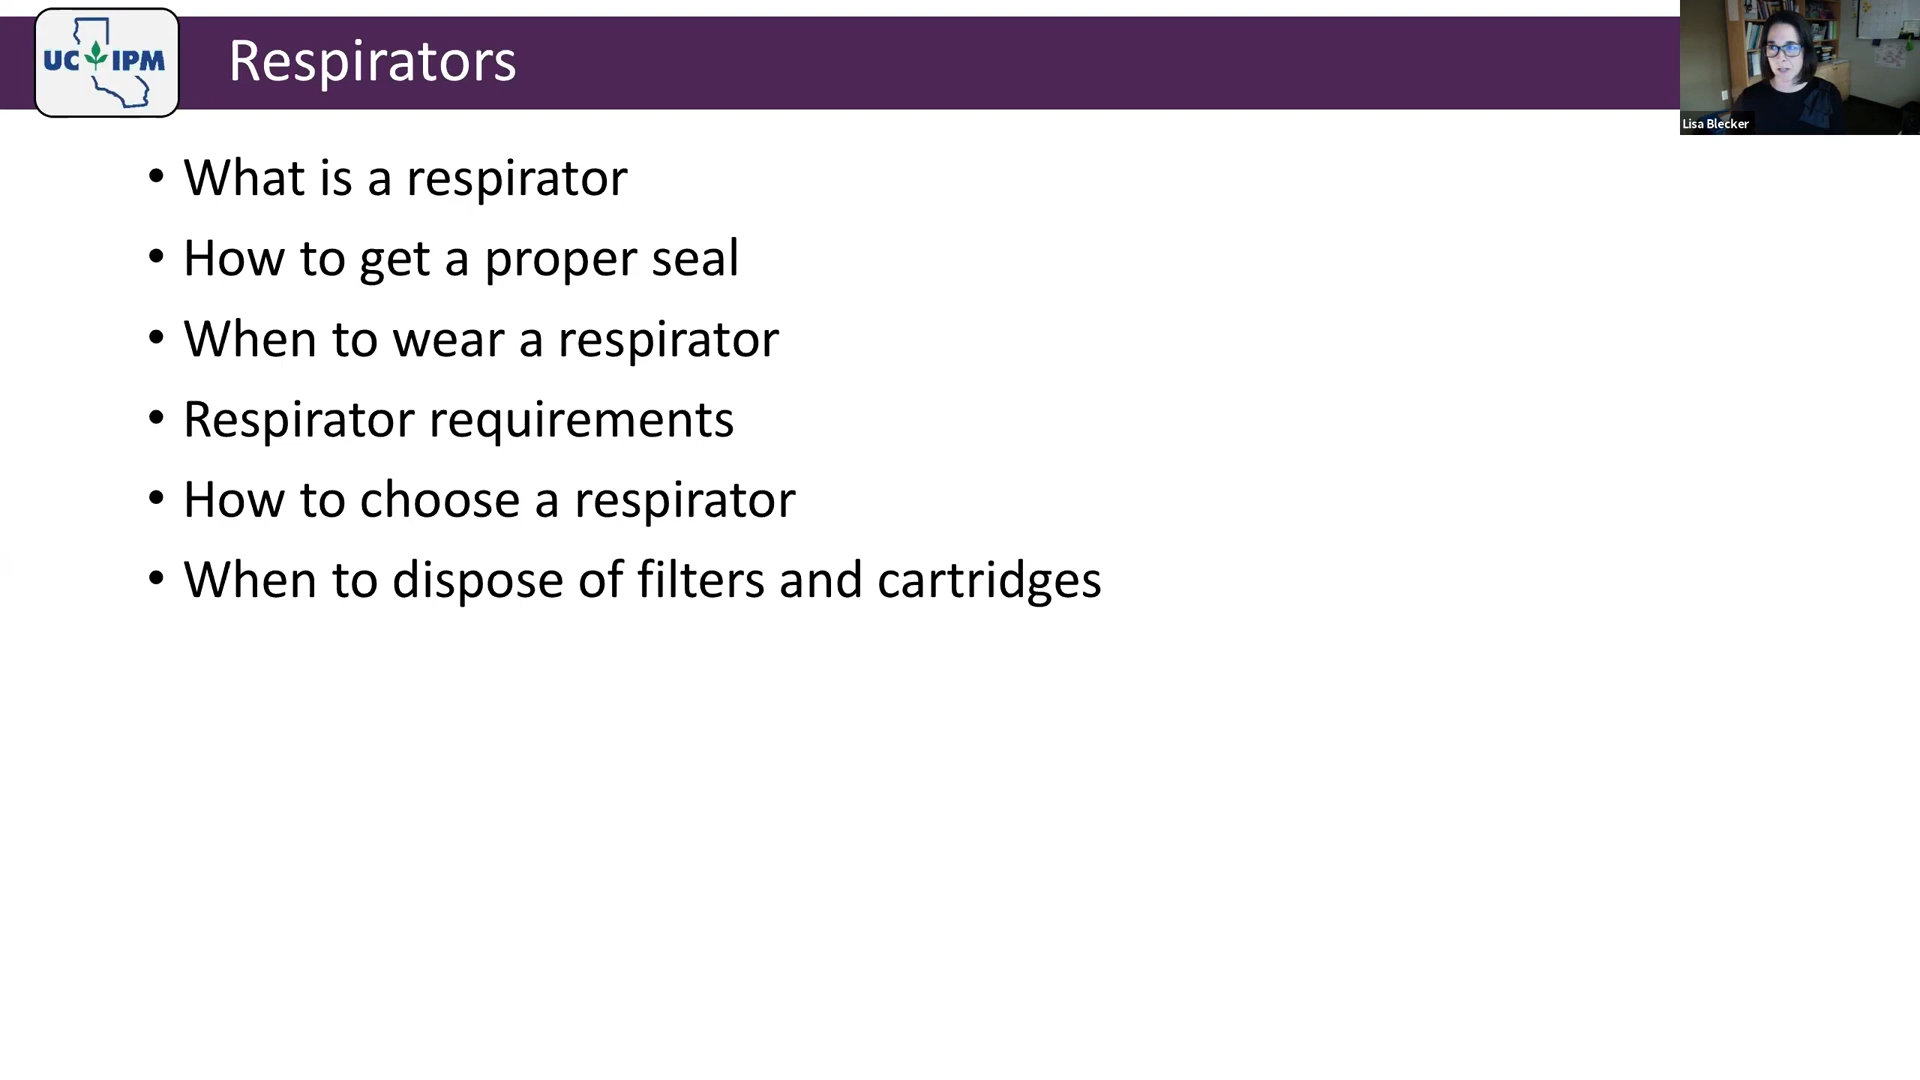 UC IPM
Respirators
Lisa Blecker
• What is a respirator
• How to get a proper seal
• When to wear a respirator
• Respirator requirements
• How to choose a respirator
• When to dispose of filters and cartridges